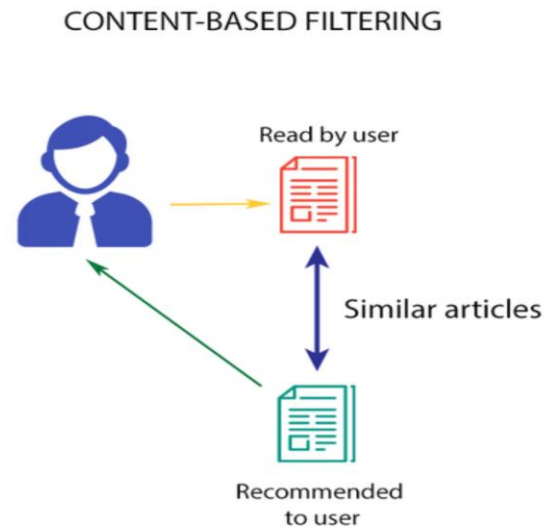 CONTENT-BASED FILTERING
Read by user
Similar articles
Recommended
to user